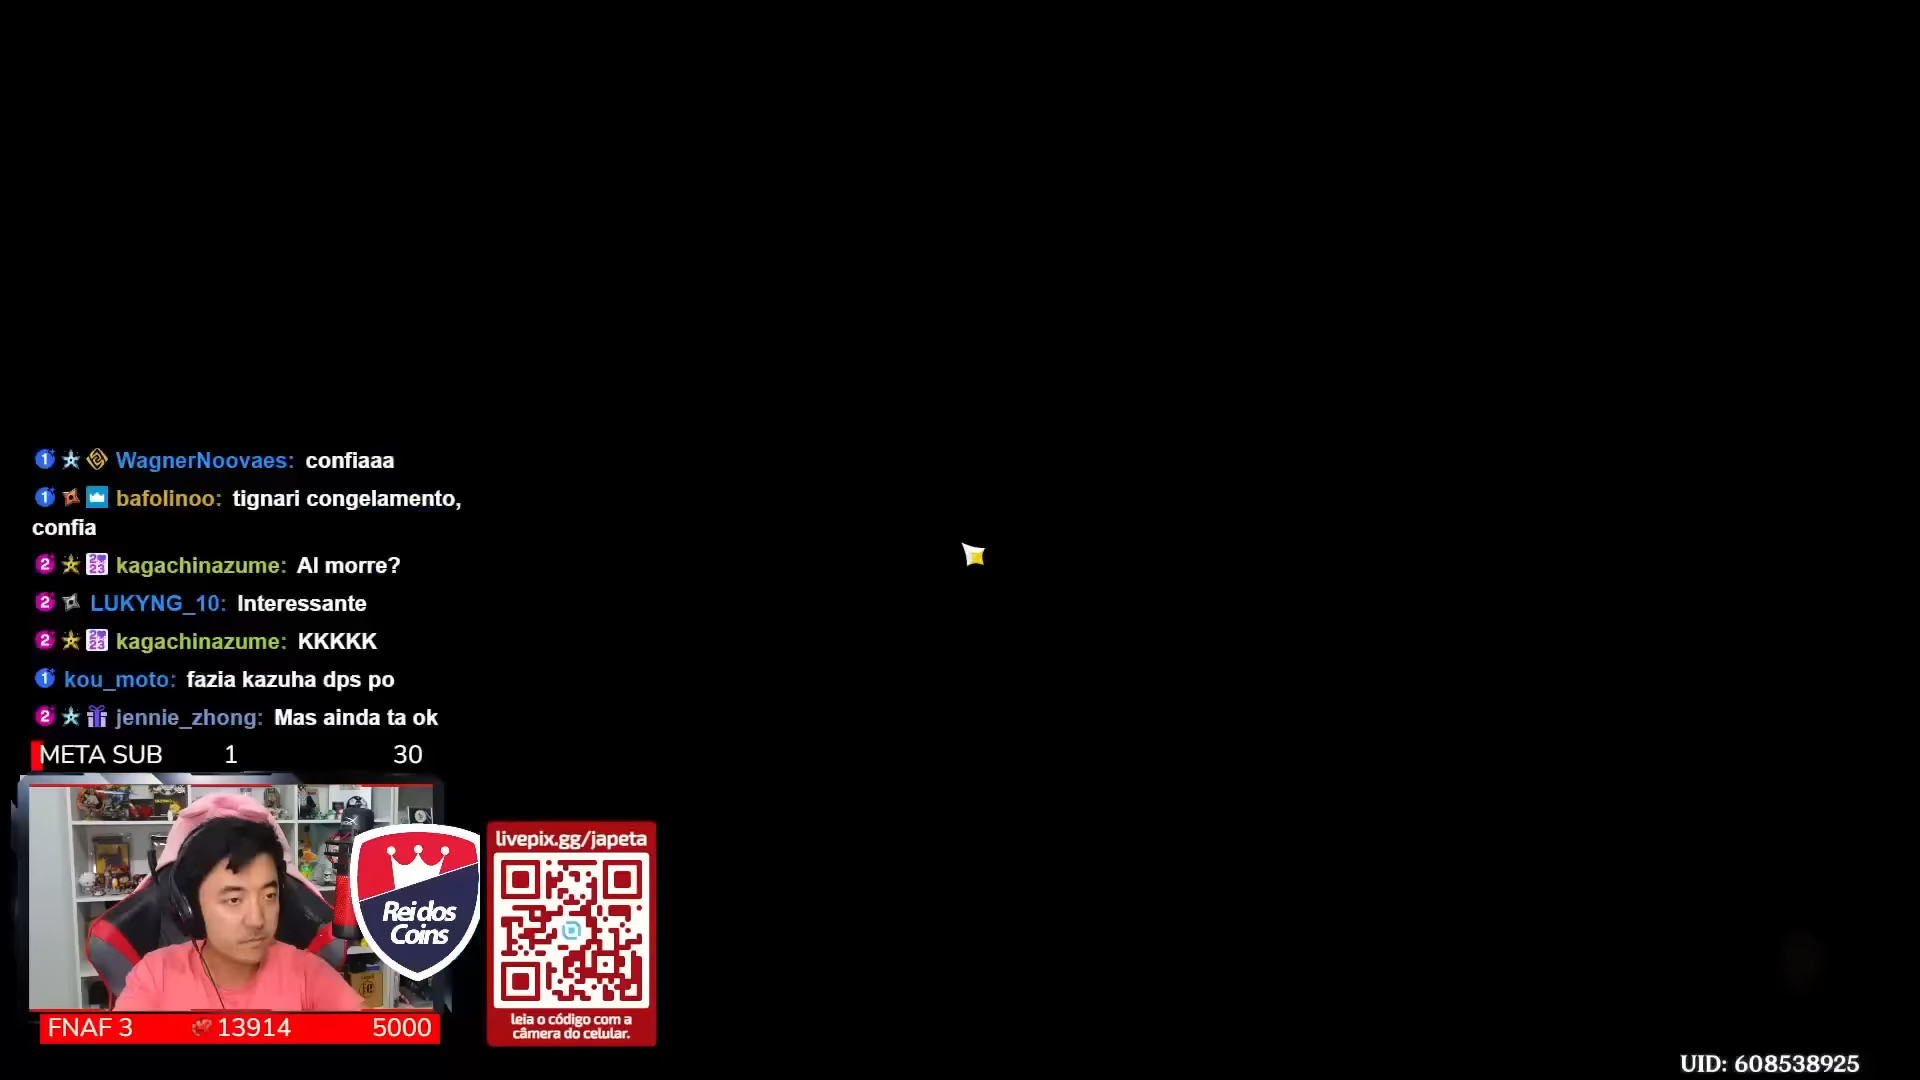 WagnerNoovaes: confiaaa
bafolinoo: tignari congelamento,
confia
kagachinazume: Al morre?
LUKYNG_10: Interessante
kagachinazume: KKKKK
kou_moto: fazia kazuha dps po
jennie_zhong: Mas ainda ta ok
META SUB 1 30
Rei dos
Coins
livepix.gg/japeta
leia o código com a
câmera do celular.
FNAF 3 13914 5000
UID: 608538925